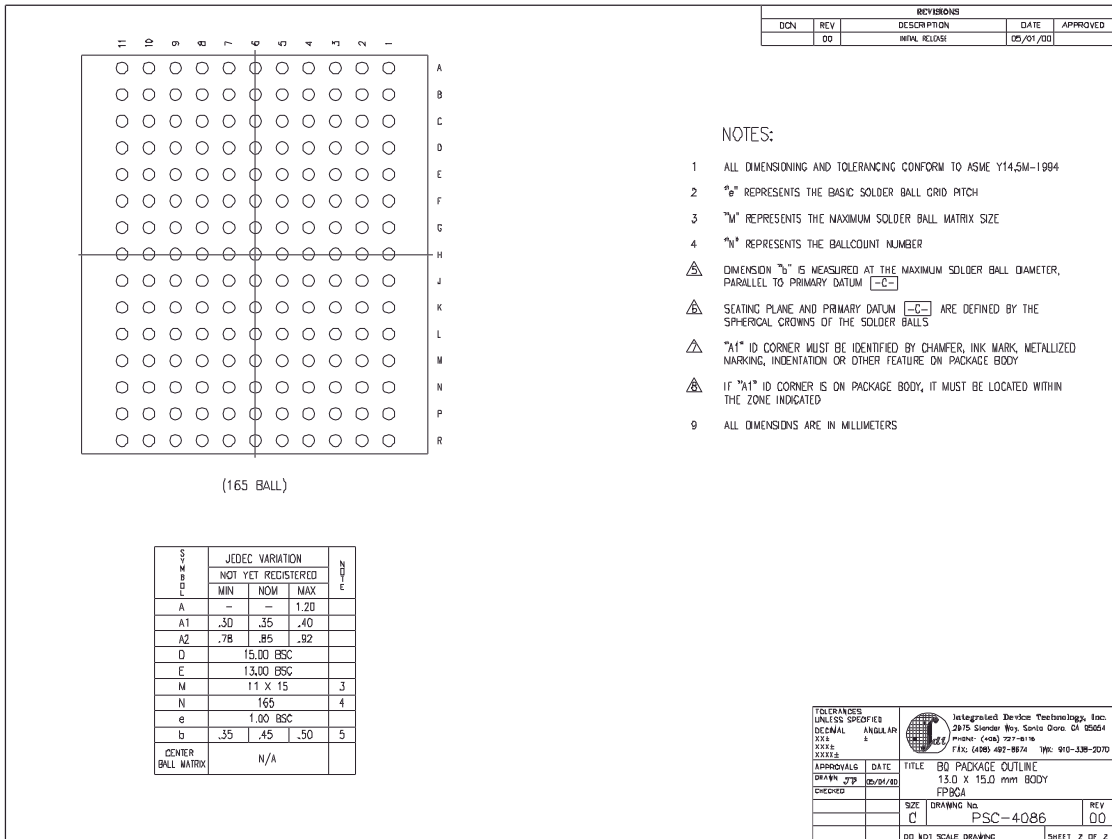 REVISIONS
DCN REV DESCRIPTION DATE APPROVED
00 INITIAL RELEASE 05/01/00
11 10 9 8 7 6 5 4 3 2 1
A
B
C
D
E
F
G
H
J
K
L
M
N
P
R
(165 BALL)
NOTES:
1 ALL DIMENSIONING AND TOLERANCING CONFORM TO ASME Y14,5M-1994
2 "e" REPRESENTS THE BASIC SOLDER BALL GRID PITCH
3 "M" REPRESENTS THE MAXIMUM SOLDER BALL MATRIX SIZE
4 "N" REPRESENTS THE BALLCOUNT NUMBER
5 DIMENSION "b" IS MEASURED AT THE MAXIMUM SOLDER BALL DIAMETER,
PARALLEL TO PRIMARY DATUM -C-
6 SEATING PLANE AND PRIMARY DATUM -C- ARE DEFINED BY THE
SPHERICAL CROWNS OF THE SOLDER BALLS
7 "A1" ID CORNER MUST BE IDENTIFIED BY CHAMFER, INK MARK, METALLIZED
MARKING, INDENTATION OR OTHER FEATURE ON PACKAGE BODY
8 IF "A1" ID CORNER IS ON PACKAGE BODY, IT MUST BE LOCATED WITHIN
THE ZONE INDICATED
9 ALL DIMENSIONS ARE IN MILLIMETERS
SYMBOL JEDEC VARIATION NOTE
NOT YET REGISTERED
MIN NOM MAX
A – – 1.20
A1 .30 .35 .40
A2 .78 .85 .92
D 15.00 BSC
E 13.00 BSC
M 11 X 15 3
N 165 4
e 1.00 BSC
b .35 .45 .50 5
CENTER
BALL MATRIX N/A
TOLERANCES
UNLESS SPECIFIED
DECIMAL ANGULAR
XX± ±
XXX±
XXXX±
idt
Integrated Device Technology, Inc.
2975 Stender Way, Santa Clara, CA 95054
PHONE: (408) 727-6116
FAX: (408) 492-8674 TWX: 910-338-2070
APPROVALS DATE
DRAWN 05/01/00
CHECKED
TITLE BQ PACKAGE OUTLINE
13.0 X 15.0 mm BODY
FPBGA
SIZE DRAWING No. REV
C PSC-4086 00
DO NOT SCALE DRAWING SHEET 2 OF 2